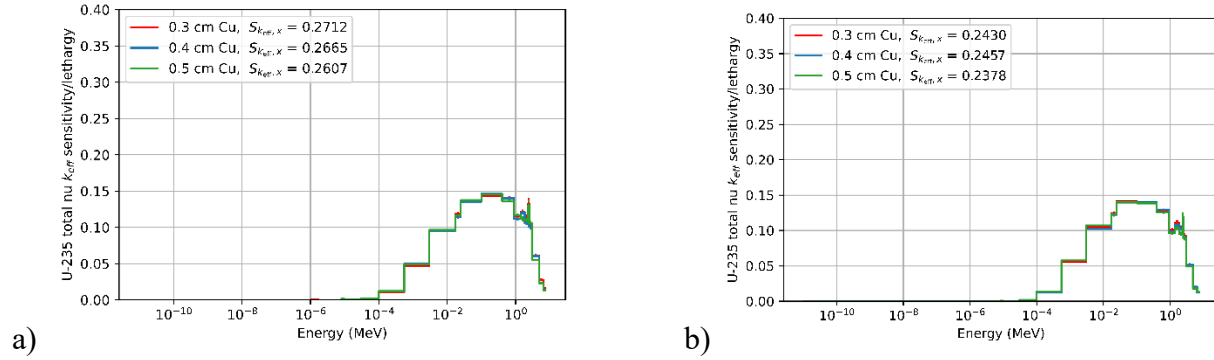 0.40
0.35
0.30
0.25
0.20
0.15
0.10
0.05
0.00
U-235 total nu k_eff sensitivity/lethargy
0.3 cm Cu, S_{k_eff, x} = 0.2712
0.4 cm Cu, S_{k_eff, x} = 0.2665
0.5 cm Cu, S_{k_eff, x} = 0.2607
10^{-10} 10^{-8} 10^{-6} 10^{-4} 10^{-2} 10^{0}
Energy (MeV)
a)
0.40
0.35
0.30
0.25
0.20
0.15
0.10
0.05
0.00
U-235 total nu k_eff sensitivity/lethargy
0.3 cm Cu, S_{k_eff, x} = 0.2430
0.4 cm Cu, S_{k_eff, x} = 0.2457
0.5 cm Cu, S_{k_eff, x} = 0.2378
10^{-10} 10^{-8} 10^{-6} 10^{-4} 10^{-2} 10^{0}
Energy (MeV)
b)